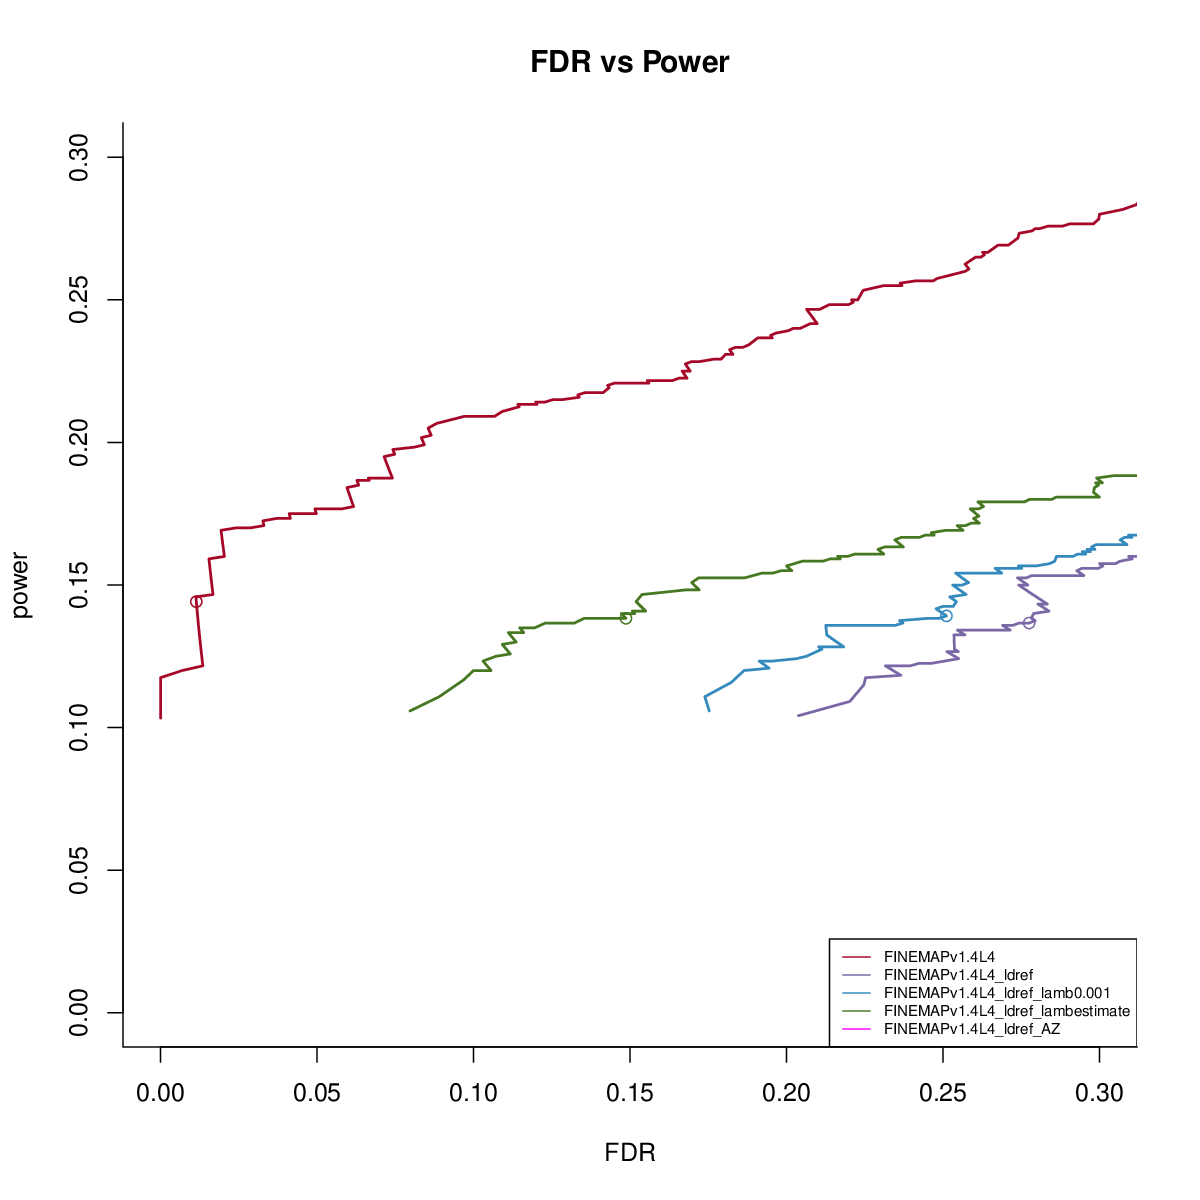 FDR vs Power
0.30
0.25
0.20
0.15
0.10
0.05
0.00
power
FINEMAPv1.4L4
FINEMAPv1.4L4_ldref
FINEMAPv1.4L4_ldref_lamb0.001
FINEMAPv1.4L4_ldref_lambestimate
FINEMAPv1.4L4_ldref_AZ
0.00 0.05 0.10 0.15 0.20 0.25 0.30
FDR